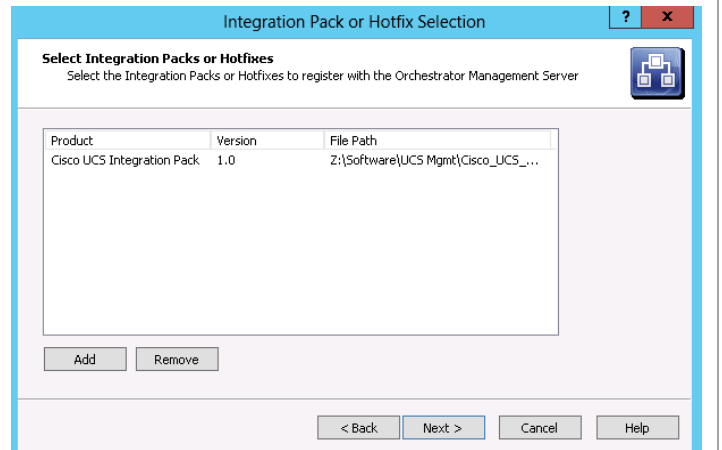 Integration Pack or Hotfix Selection
? x
Select Integration Packs or Hotfixes
Select the Integration Packs or Hotfixes to register with the Orchestrator Management Server
Product Version File Path
Cisco UCS Integration Pack 1.0 Z:\Software\UCS Mgmt\Cisco_UCS_...
Add Remove
< Back Next > Cancel Help